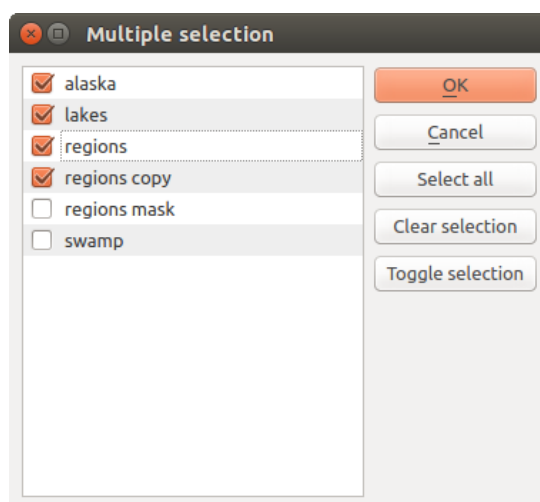 Multiple selection
alaska
lakes
regions
regions copy
regions mask
swamp
OK
Cancel
Select all
Clear selection
Toggle selection